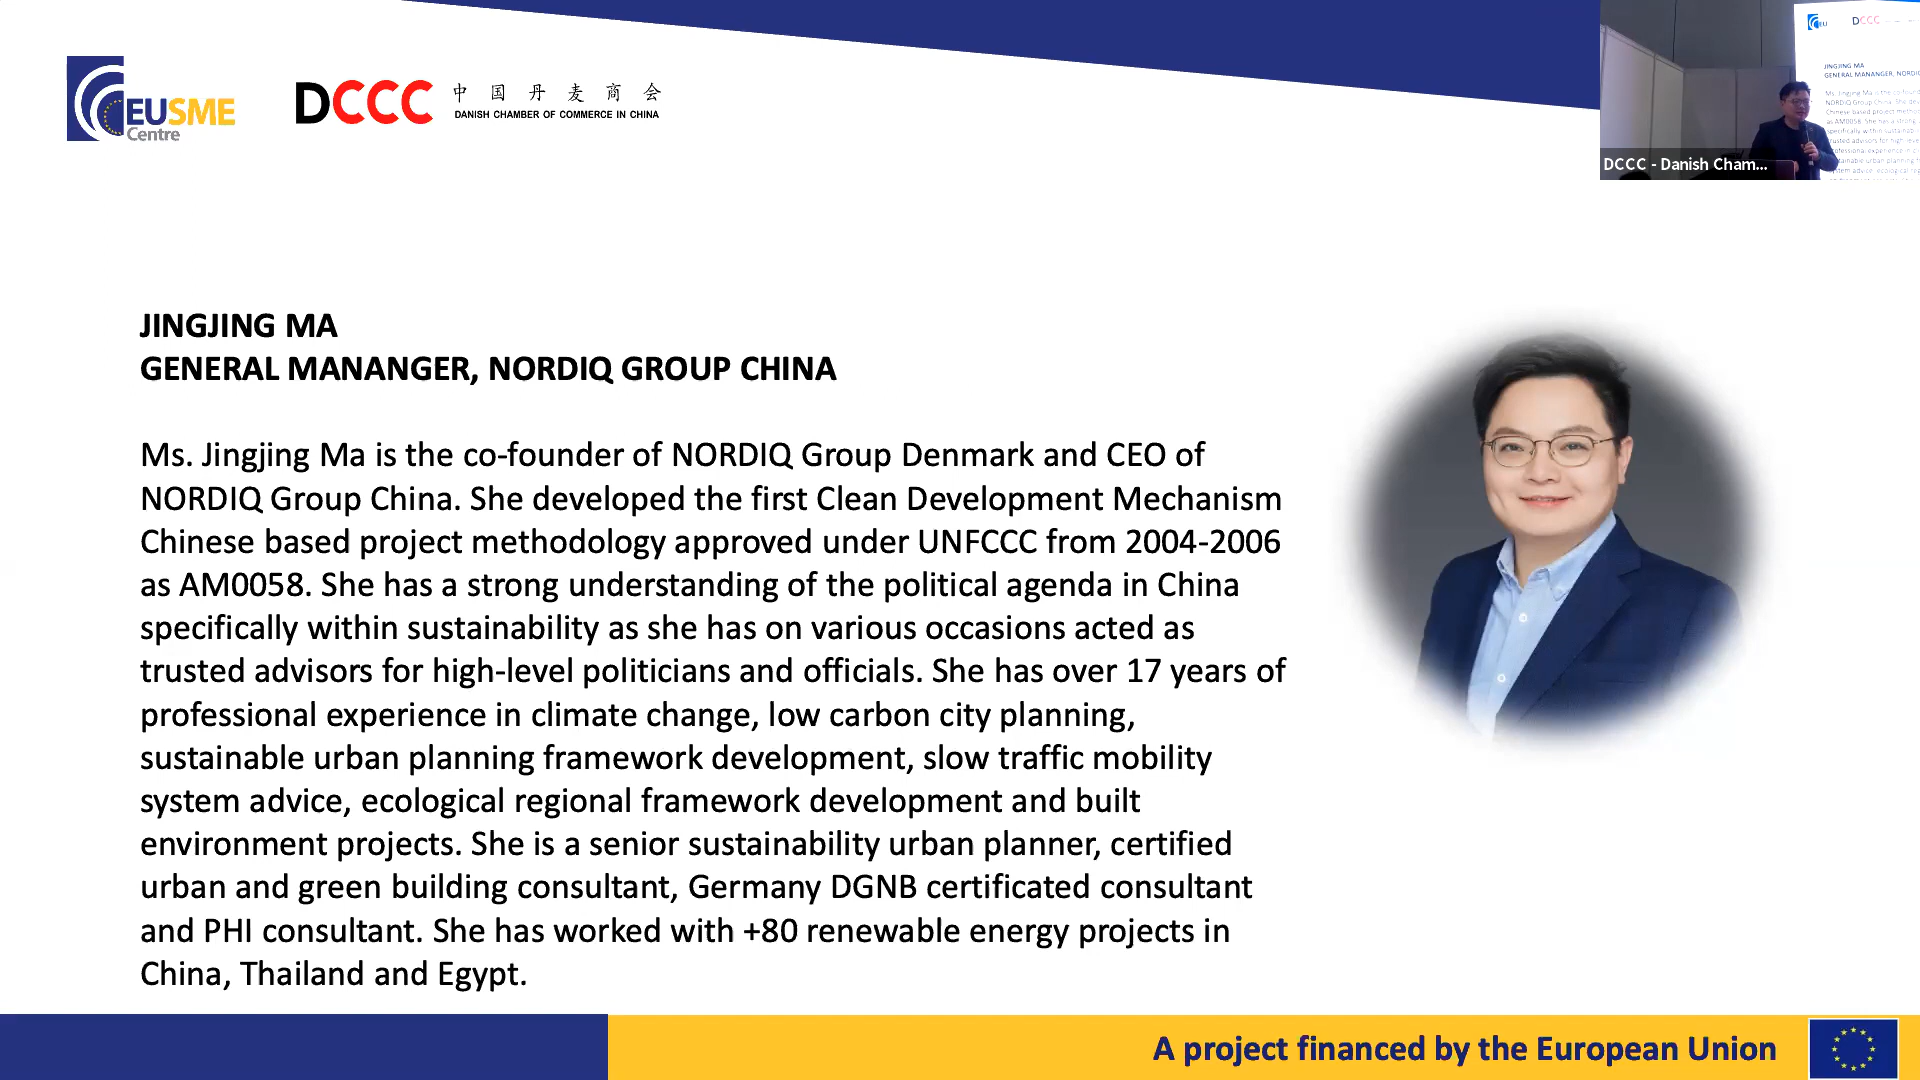 EUSME
Centre
DCCC
中国丹麦商会
DANISH CHAMBER OF COMMERCE IN CHINA
DCCC - Danish Cham...
JINGJING MA
GENERAL MANANGER, NORDIQ GROUP CHINA
Ms. Jingjing Ma is the co-founder of NORDIQ Group Denmark and CEO of
NORDIQ Group China. She developed the first Clean Development Mechanism
Chinese based project methodology approved under UNFCCC from 2004-2006
as AM0058. She has a strong understanding of the political agenda in China
specifically within sustainability as she has on various occasions acted as
trusted advisors for high-level politicians and officials. She has over 17 years of
professional experience in climate change, low carbon city planning,
sustainable urban planning framework development, slow traffic mobility
system advice, ecological regional framework development and built
environment projects. She is a senior sustainability urban planner, certified
urban and green building consultant, Germany DGNB certificated consultant
and PHI consultant. She has worked with +80 renewable energy projects in
China, Thailand and Egypt.
A project financed by the European Union